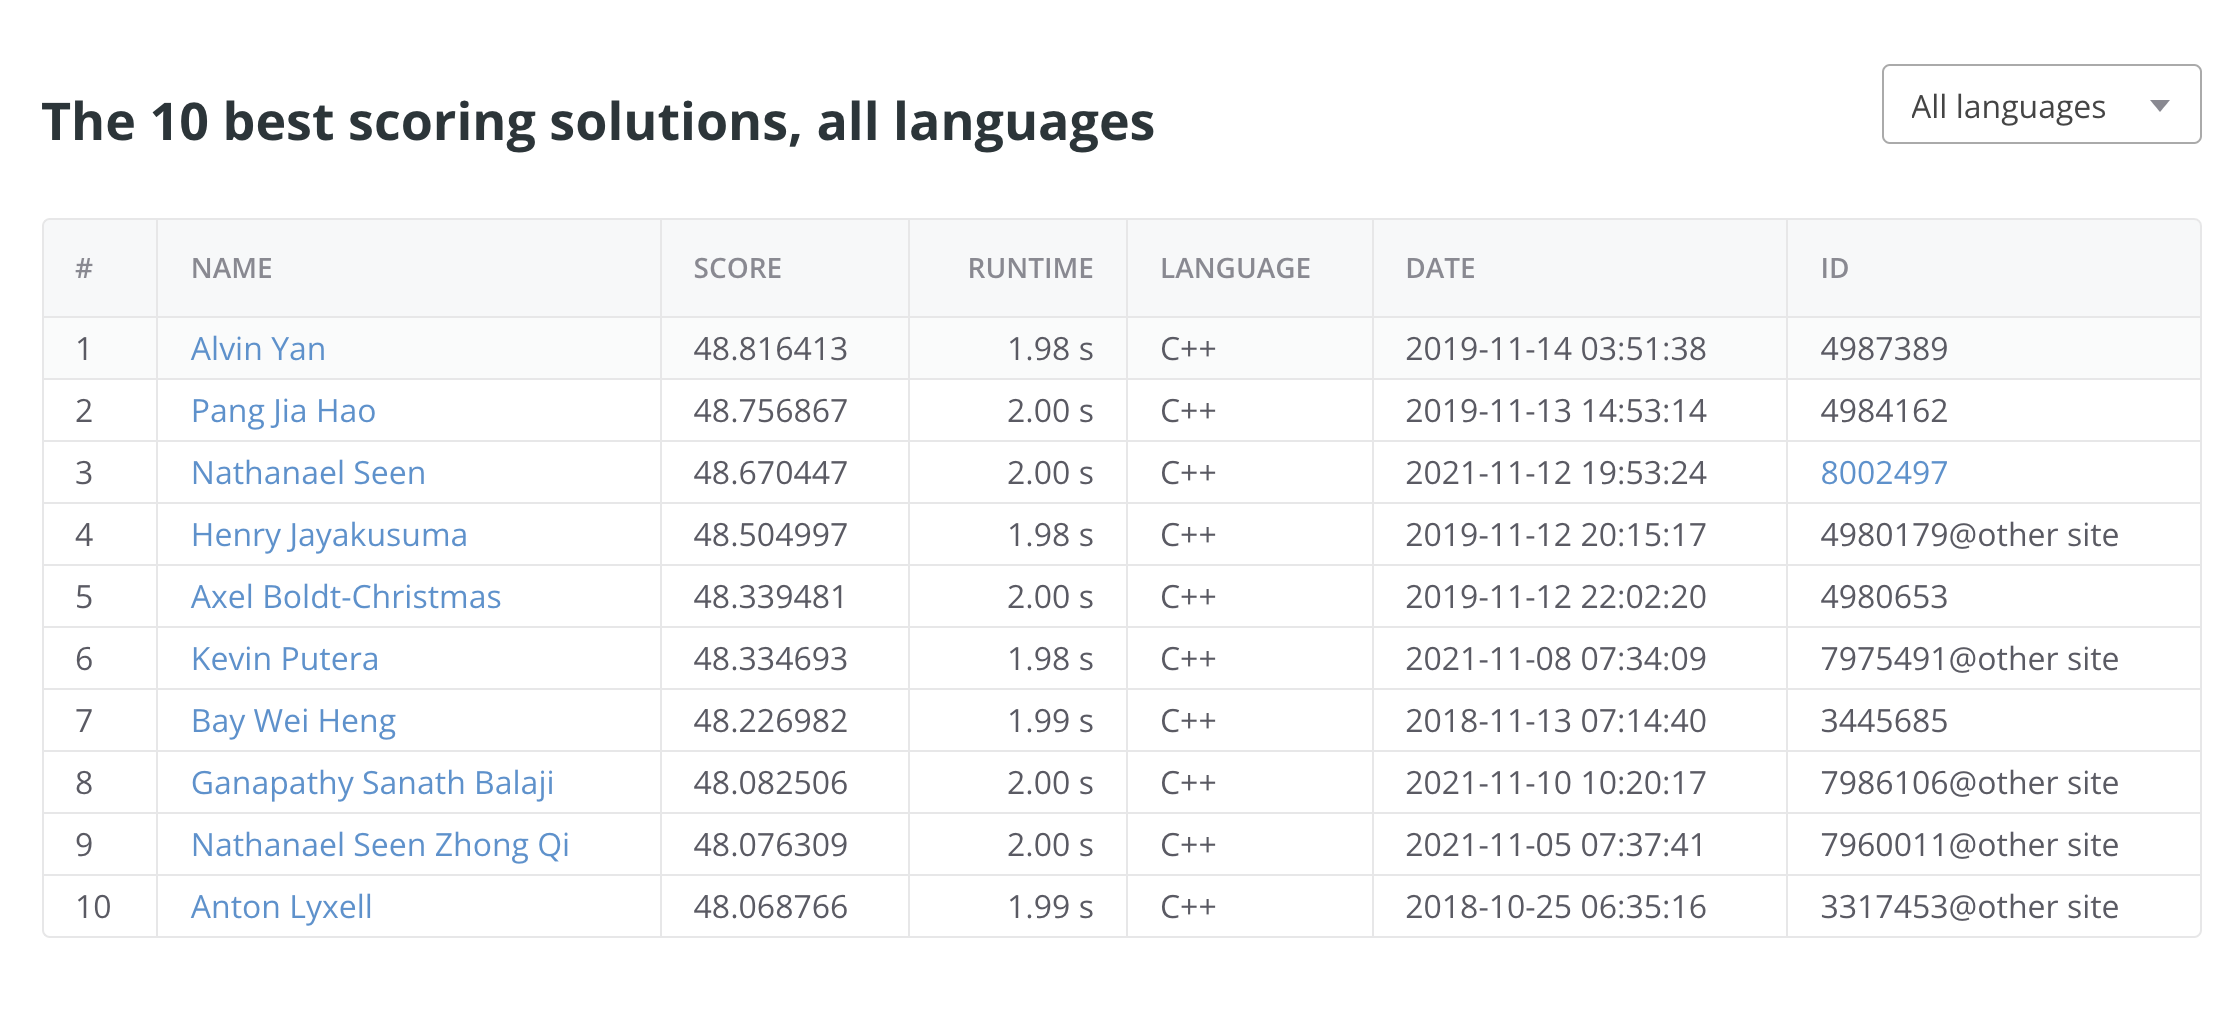 The 10 best scoring solutions, all languages
All languages
# NAME SCORE RUNTIME LANGUAGE DATE ID
1 Alvin Yan 48.816413 1.98 s C++ 2019-11-14 03:51:38 4987389
2 Pang Jia Hao 48.756867 2.00 s C++ 2019-11-13 14:53:14 4984162
3 Nathanael Seen 48.670447 2.00 s C++ 2021-11-12 19:53:24 8002497
4 Henry Jayakusuma 48.504997 1.98 s C++ 2019-11-12 20:15:17 4980179@other site
5 Axel Boldt-Christmas 48.339481 2.00 s C++ 2019-11-12 22:02:20 4980653
6 Kevin Putera 48.334693 1.98 s C++ 2021-11-08 07:34:09 7975491@other site
7 Bay Wei Heng 48.226982 1.99 s C++ 2018-11-13 07:14:40 3445685
8 Ganapathy Sanath Balaji 48.082506 2.00 s C++ 2021-11-10 10:20:17 7986106@other site
9 Nathanael Seen Zhong Qi 48.076309 2.00 s C++ 2021-11-05 07:37:41 7960011@other site
10 Anton Lyxell 48.068766 1.99 s C++ 2018-10-25 06:35:16 3317453@other site